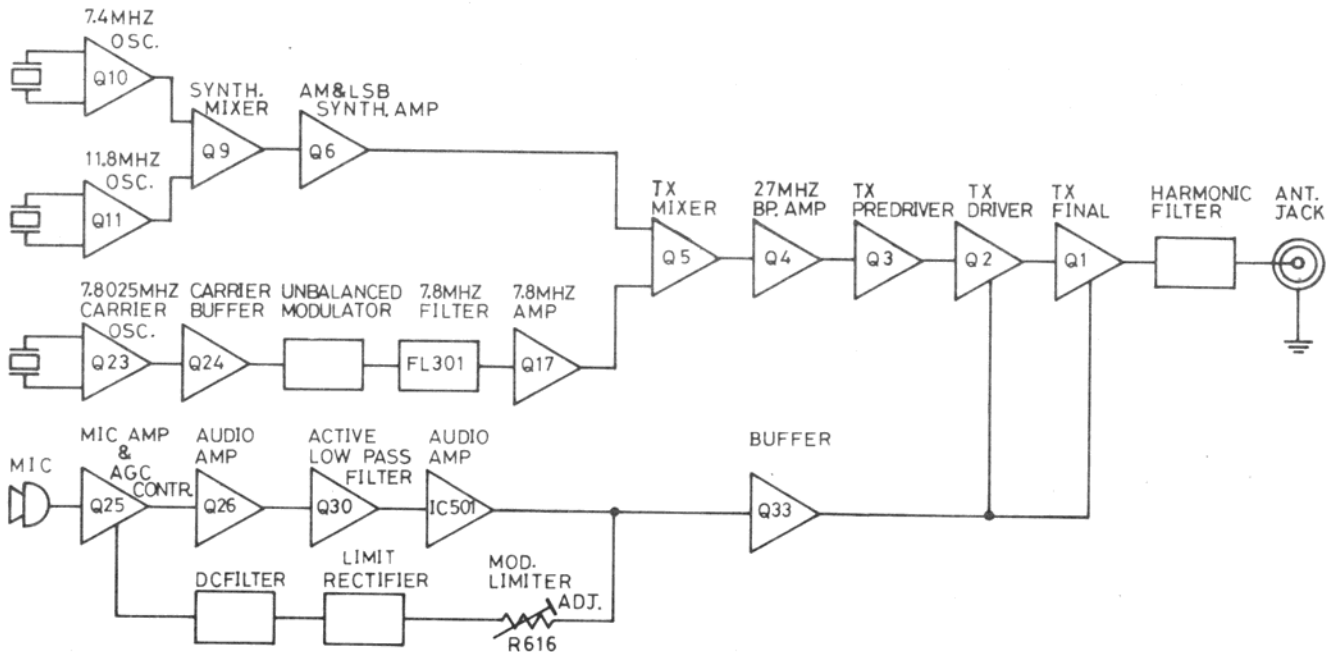 7.4MHZ
OSC.
Q10
SYNTH.
MIXER
Q9
AM&LSB
SYNTH. AMP
Q6
11.8MHZ
OSC.
Q11
TX
MIXER
Q5
27MHZ
BP. AMP
Q4
TX
PREDRIVER
Q3
TX
DRIVER
Q2
TX
FINAL
Q1
HARMONIC
FILTER
ANT.
JACK
7.8025MHZ
CARRIER
OSC.
Q23
CARRIER
BUFFER
Q24
UNBALANCED
MODULATOR
7.8MHZ
FILTER
FL301
7.8MHZ
AMP
Q17
MIC
MIC AMP
&
AGC
CONTR.
Q25
AUDIO
AMP
Q26
ACTIVE
LOW PASS
FILTER
Q30
AUDIO
AMP
IC501
BUFFER
Q33
DCFILTER
LIMIT
RECTIFIER
MOD.
LIMITER
ADJ.
R616